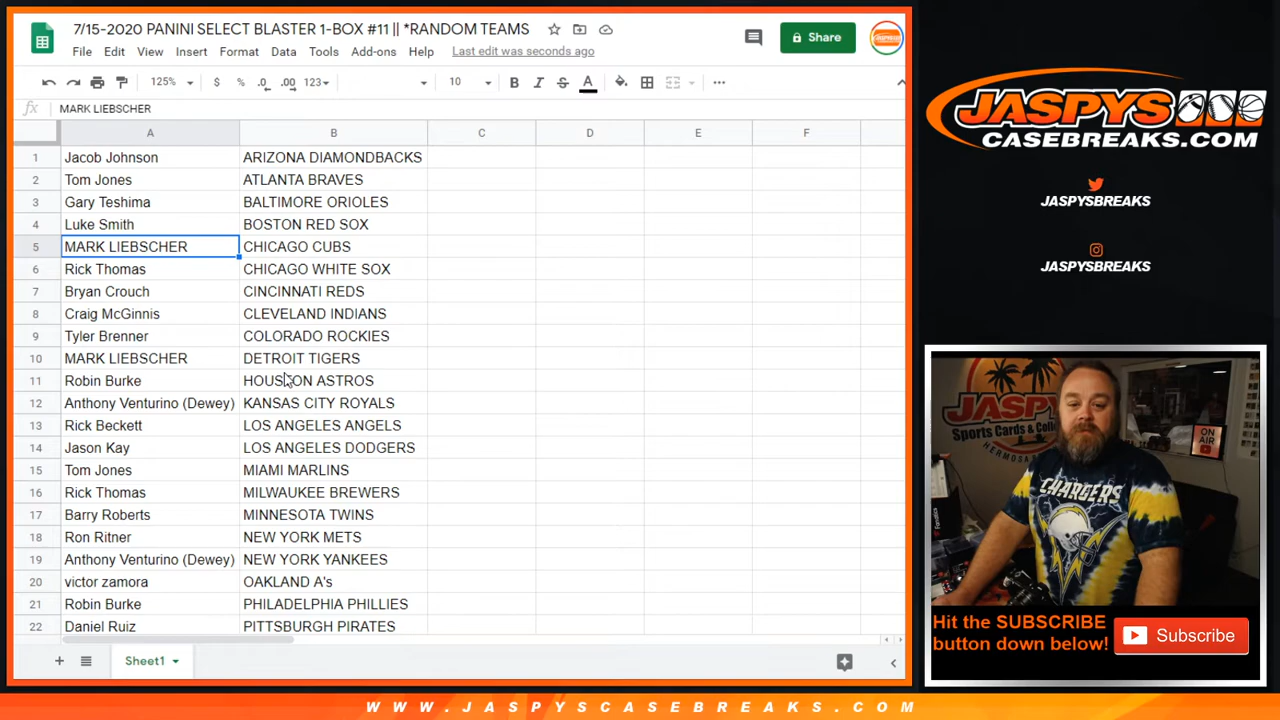 7/15-2020 PANINI SELECT BLASTER 1-BOX #11 || *RANDOM TEAMS
File Edit View Insert Format Data Tools Add-ons Help Last edit was seconds ago
Share
125% $ % .0 .00 123 10 B I S A
fx MARK LIEBSCHER
A B C D E F
1 Jacob Johnson ARIZONA DIAMONDBACKS
2 Tom Jones ATLANTA BRAVES
3 Gary Teshima BALTIMORE ORIOLES
4 Luke Smith BOSTON RED SOX
5 MARK LIEBSCHER CHICAGO CUBS
6 Rick Thomas CHICAGO WHITE SOX
7 Bryan Crouch CINCINNATI REDS
8 Craig McGinnis CLEVELAND INDIANS
9 Tyler Brenner COLORADO ROCKIES
10 MARK LIEBSCHER DETROIT TIGERS
11 Robin Burke HOUSTON ASTROS
12 Anthony Venturino (Dewey) KANSAS CITY ROYALS
13 Rick Beckett LOS ANGELES ANGELS
14 Jason Kay LOS ANGELES DODGERS
15 Tom Jones MIAMI MARLINS
16 Rick Thomas MILWAUKEE BREWERS
17 Barry Roberts MINNESOTA TWINS
18 Ron Ritner NEW YORK METS
19 Anthony Venturino (Dewey) NEW YORK YANKEES
20 victor zamora OAKLAND A's
21 Robin Burke PHILADELPHIA PHILLIES
22 Daniel Ruiz PITTSBURGH PIRATES
Sheet1
JASPYS
CASEBREAKS.COM
JASPYSBREAKS
JASPYSBREAKS
JASPYS
Sports Cards &
HERMOSA
ON AIR
Fanatics
CHARGERS
Hit the SUBSCRIBE
button down below!
Subscribe
WWW.JASPYSCASEBREAKS.COM